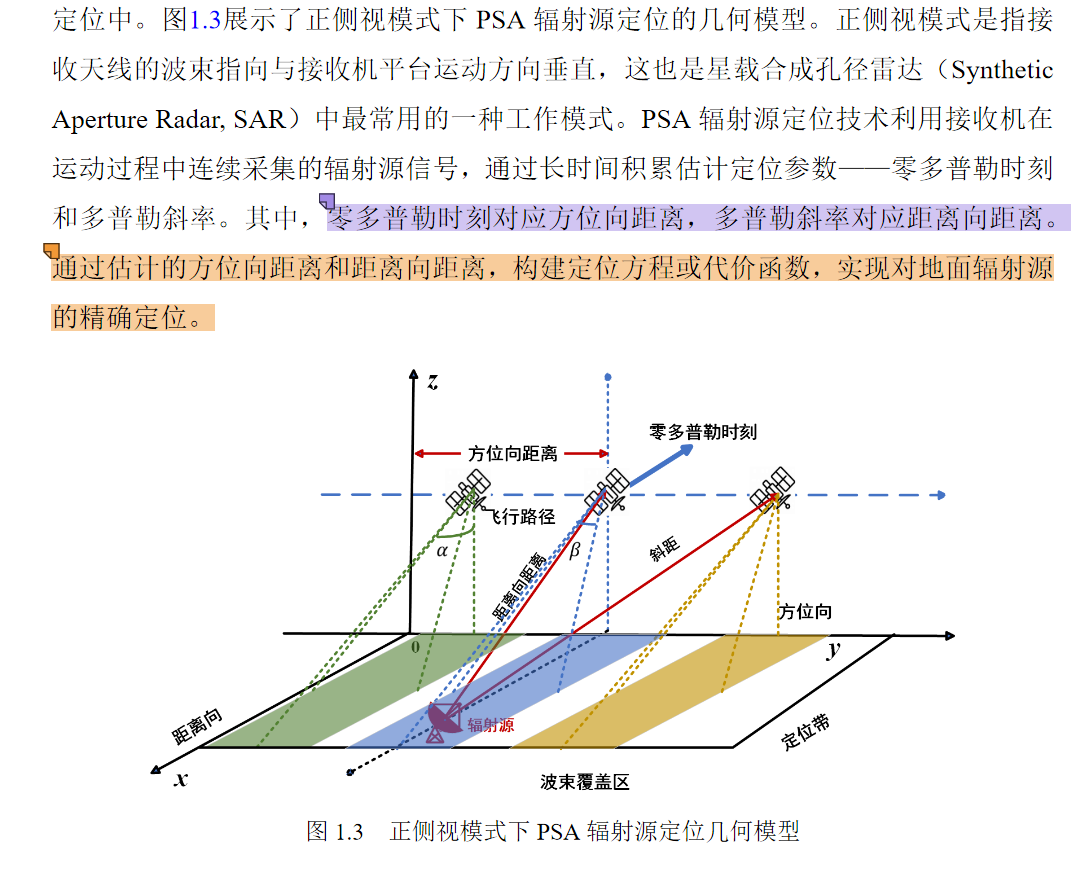 定位中。图1.3展示了正侧视模式下 PSA 辐射源定位的几何模型。正侧视模式是指接
收天线的波束指向与接收机平台运动方向垂直，这也是星载合成孔径雷达（Synthetic
Aperture Radar, SAR）中最常用的一种工作模式。PSA 辐射源定位技术利用接收机在
运动过程中连续采集的辐射源信号，通过长时间积累估计定位参数——零多普勒时刻
和多普勒斜率。其中，零多普勒时刻对应方位向距离，多普勒斜率对应距离向距离。
通过估计的方位向距离和距离向距离，构建定位方程或代价函数，实现对地面辐射源
的精确定位。
z
零多普勒时刻
方位向距离
飞行路径
α
β
斜距
距离向距离
方位向
0
y
辐射源
距离向
定位带
x
波束覆盖区
图 1.3 正侧视模式下 PSA 辐射源定位几何模型